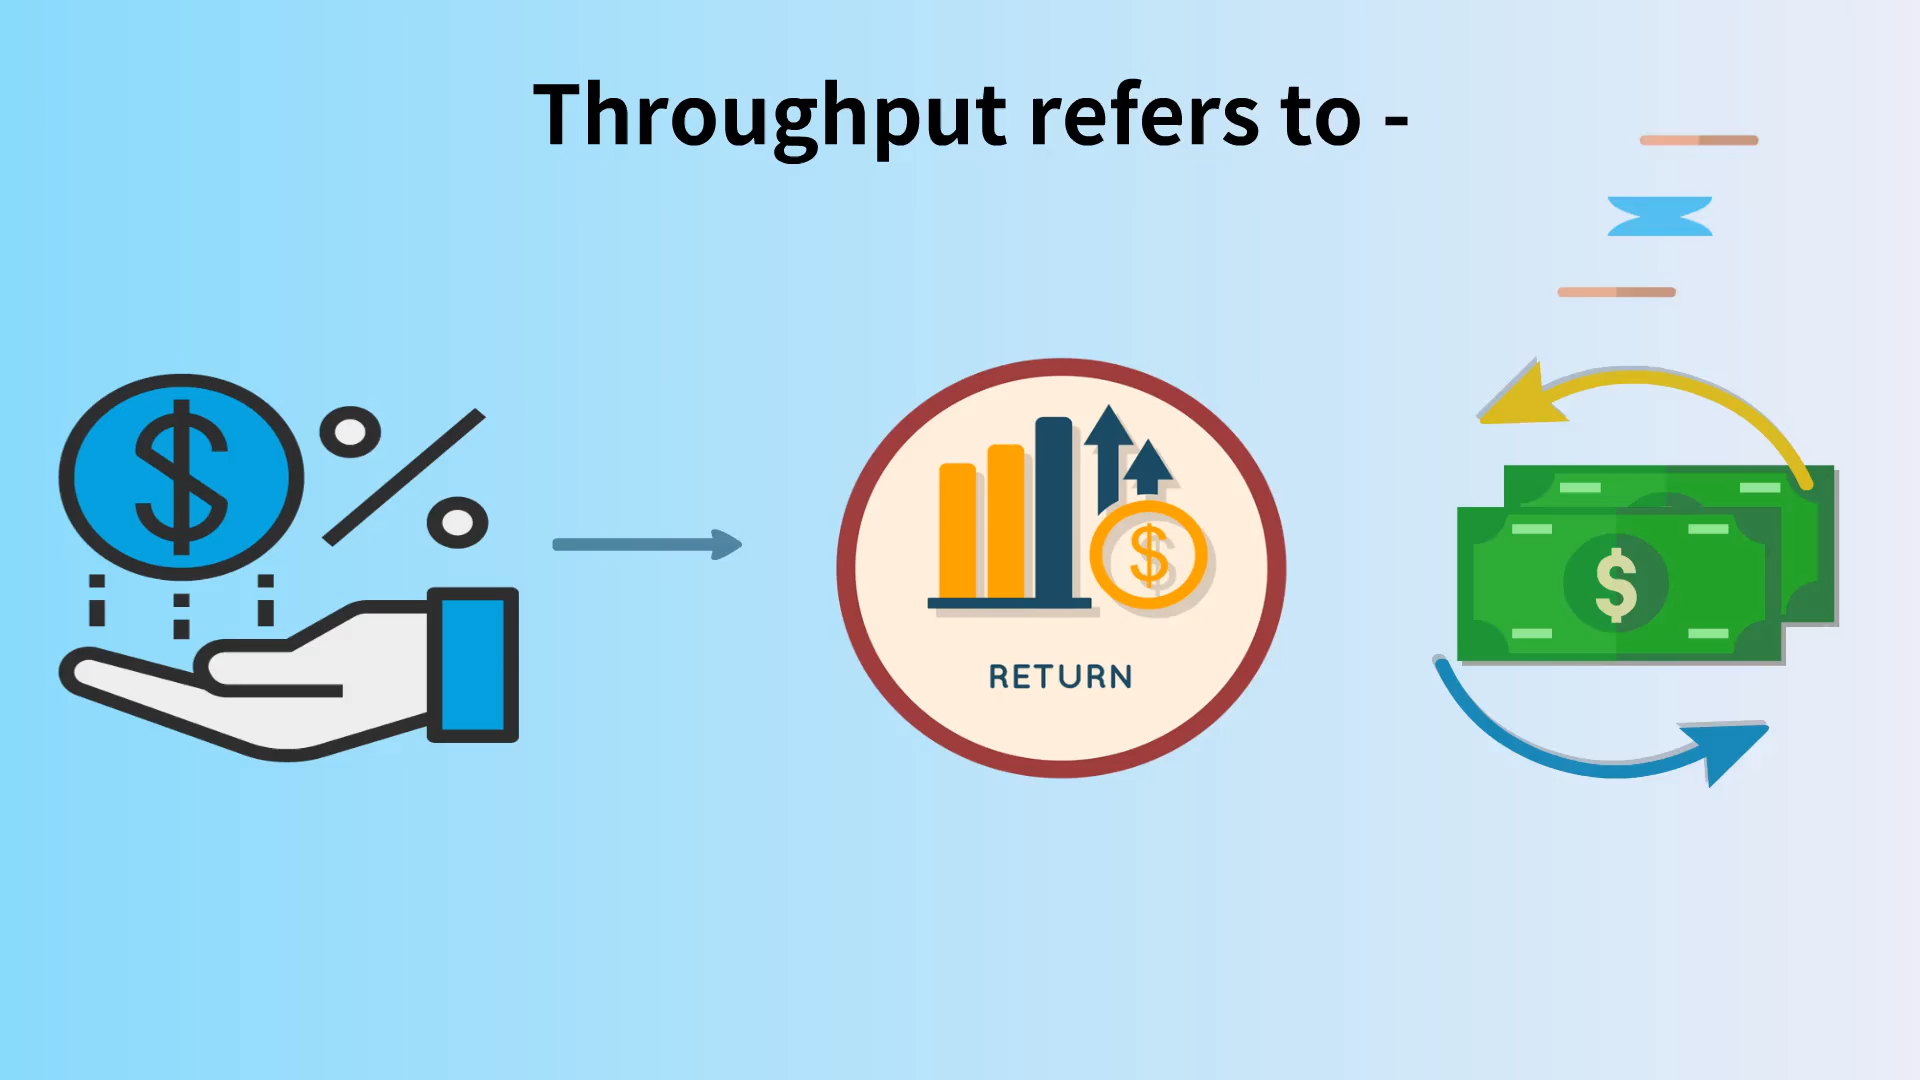 Throughput refers to -
$ %
$
RETURN
$